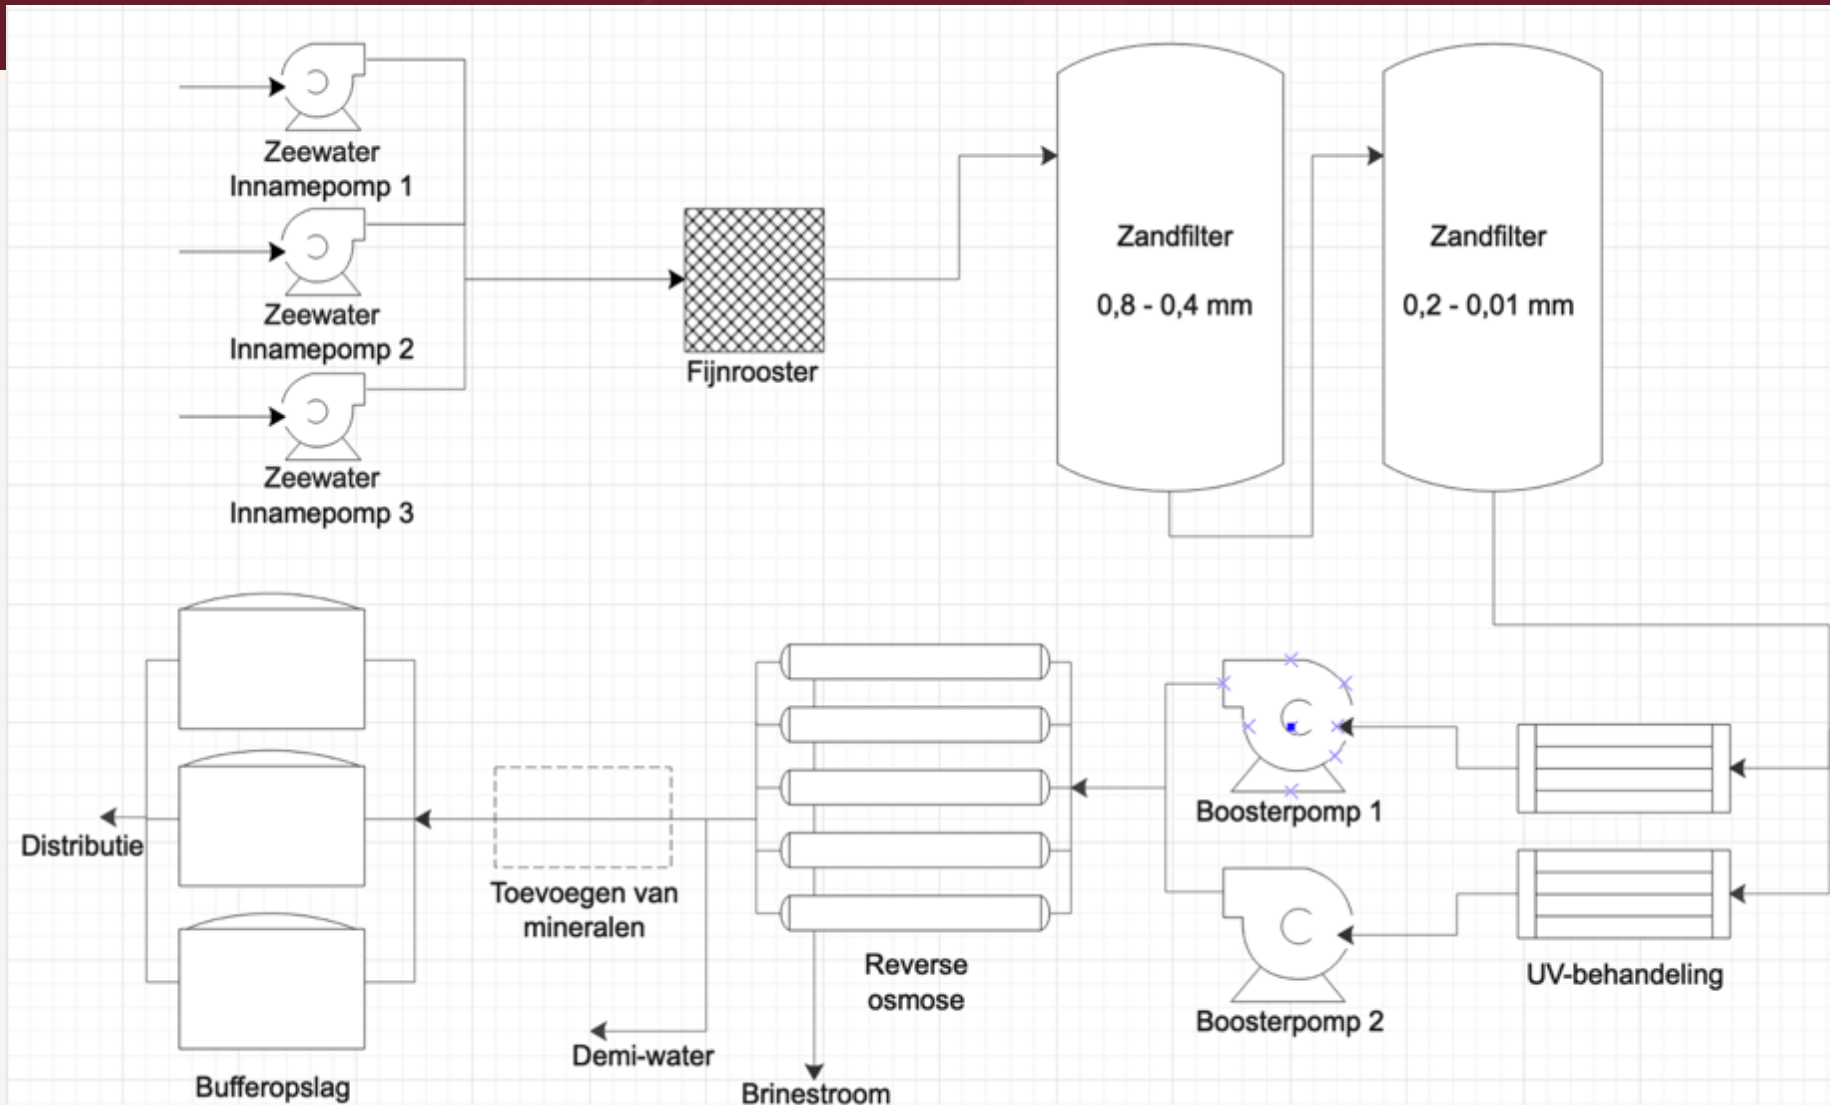 Zeewater
Innamepomp 1
Zeewater
Innamepomp 2
Zeewater
Innamepomp 3
Fijnrooster
Zandfilter
0,8 - 0,4 mm
Zandfilter
0,2 - 0,01 mm
UV-behandeling
Boosterpomp 1
Boosterpomp 2
Reverse
osmose
Brinestroom
Demi-water
Toevoegen van
mineralen
Bufferopslag
Distributie